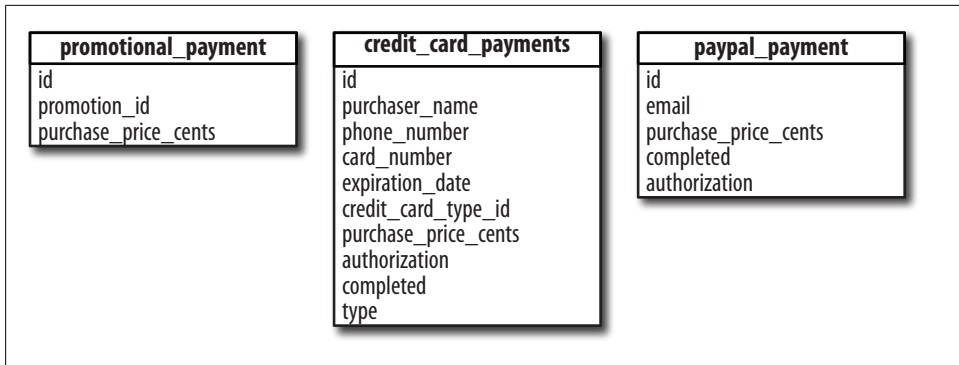 promotional_payment
id
promotion_id
purchase_price_cents
credit_card_payments
id
purchaser_name
phone_number
card_number
expiration_date
credit_card_type_id
purchase_price_cents
authorization
completed
type
paypal_payment
id
email
purchase_price_cents
completed
authorization